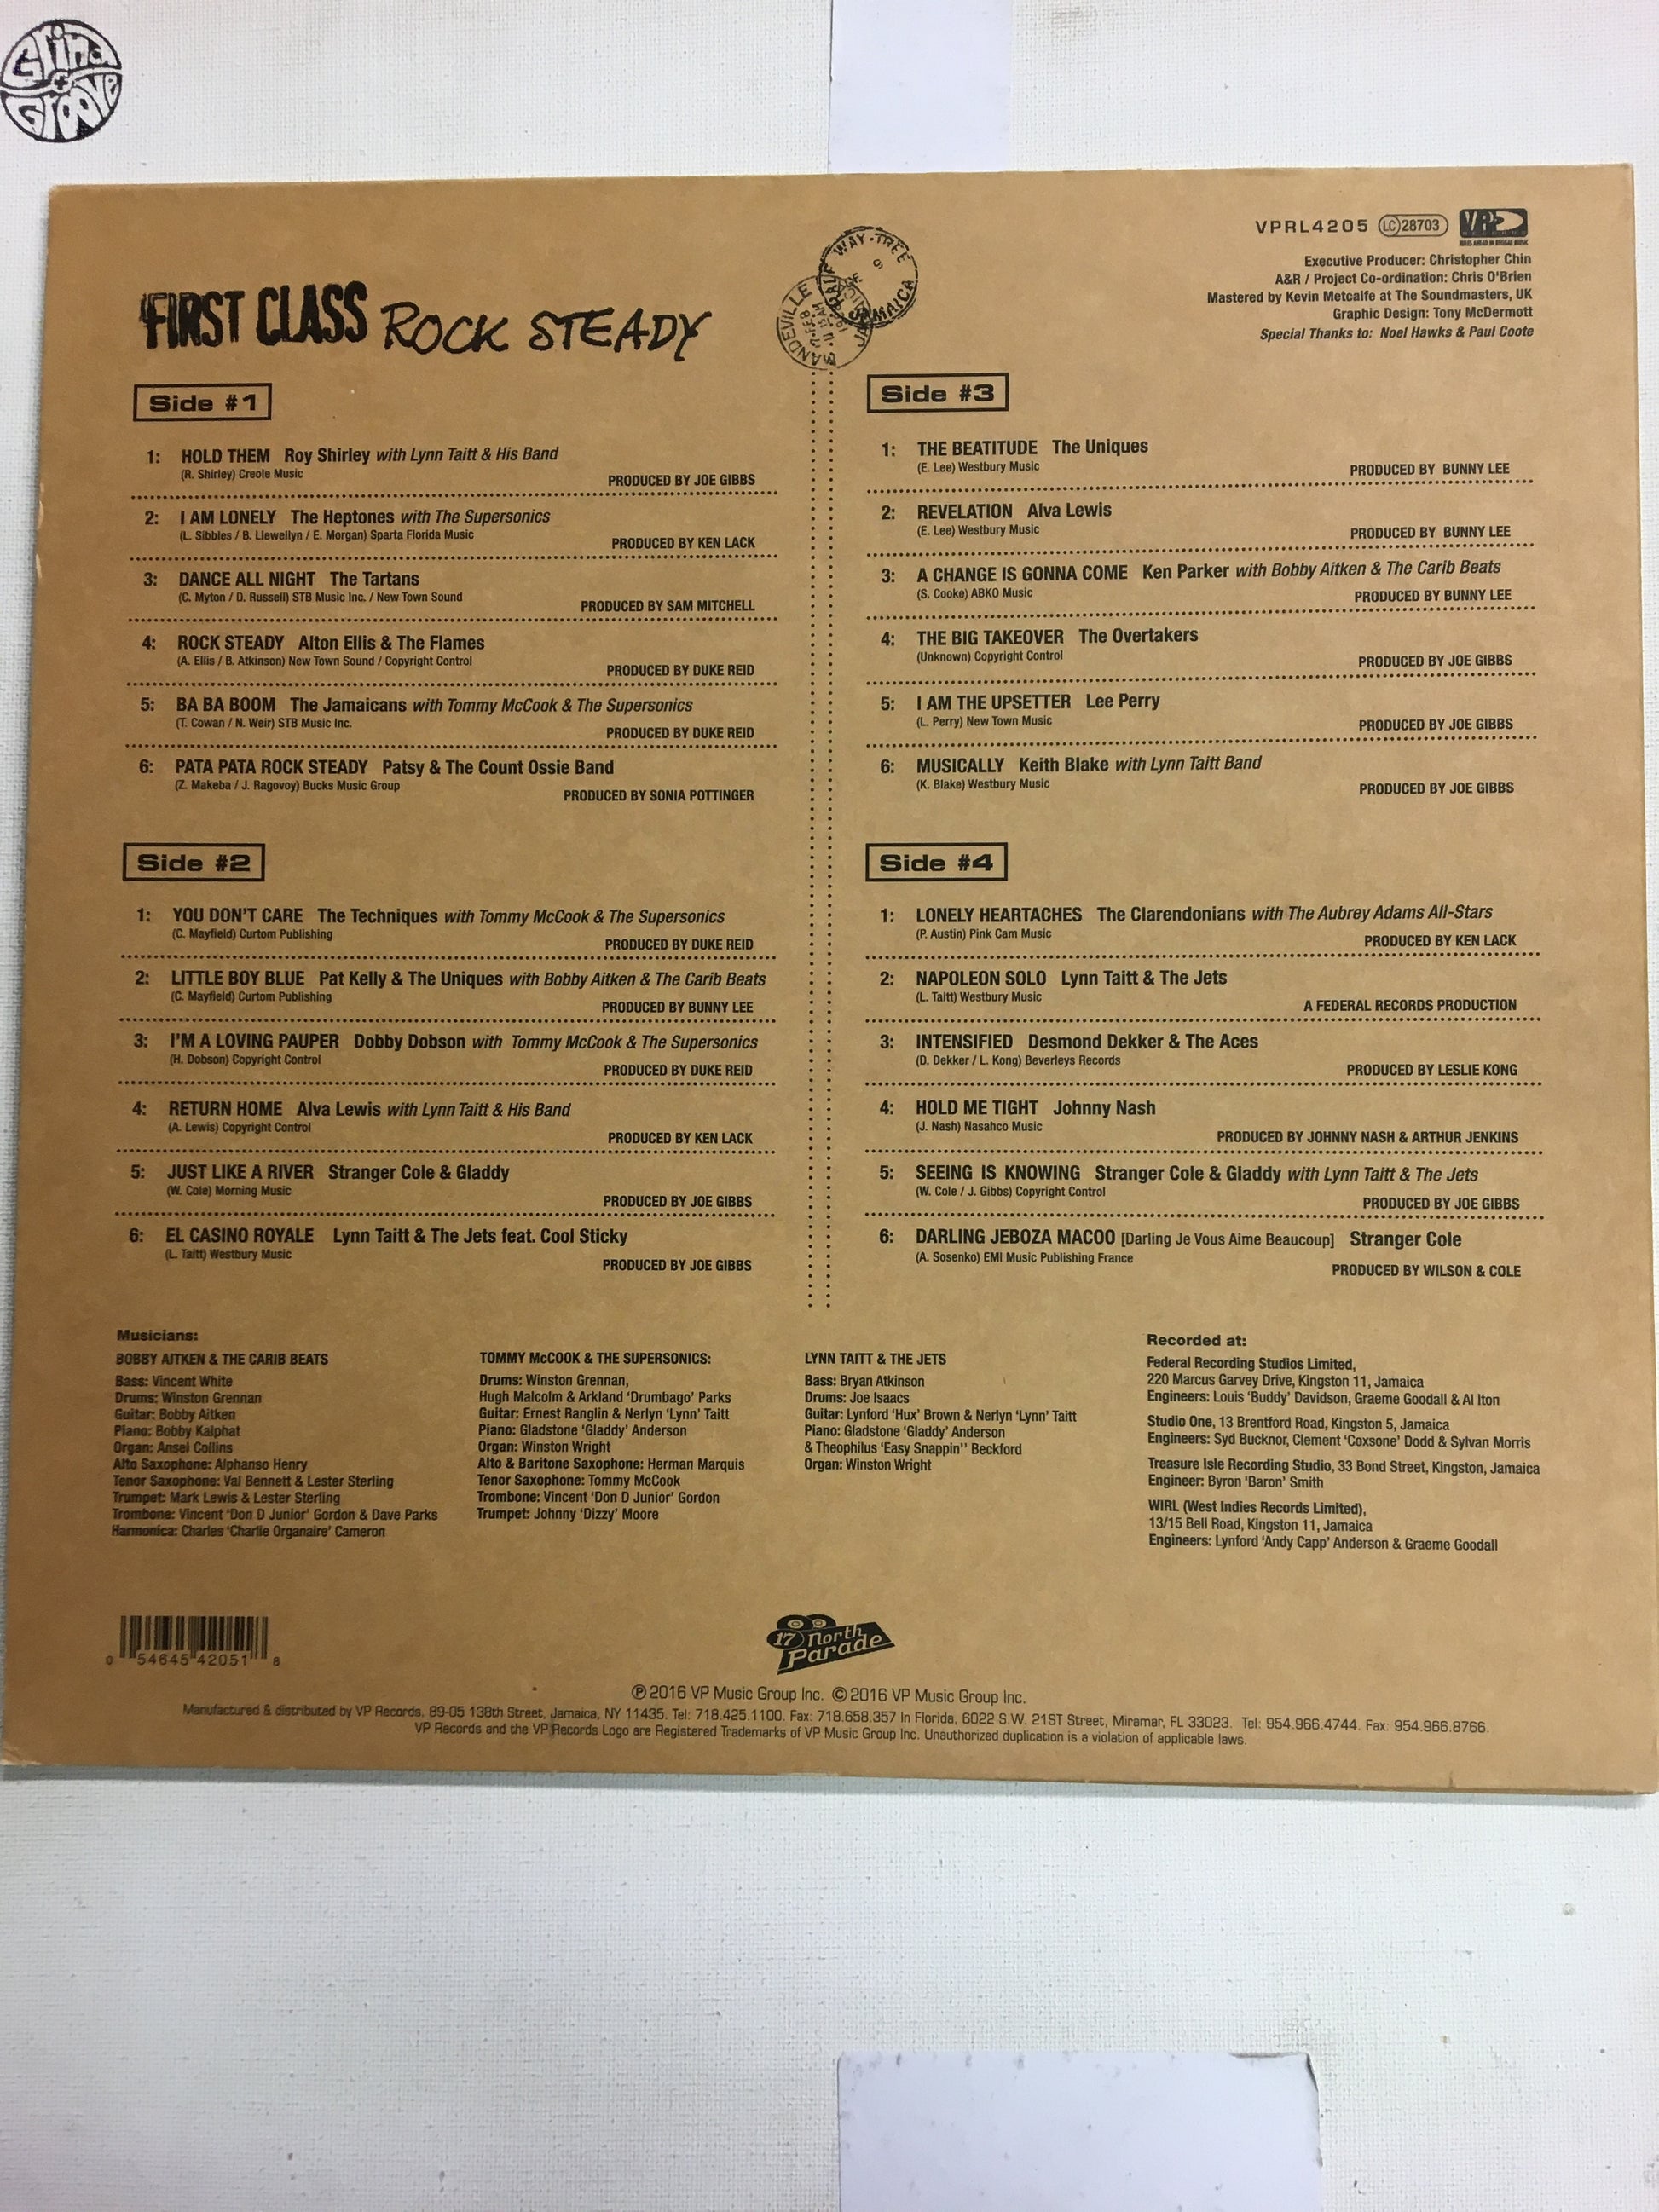 Grind + Groove
VPRL4205 LC 28703 VP RECORDS
MILES AHEAD IN REGGAE MUSIC
Executive Producer: Christopher Chin
A&R / Project Co-ordination: Chris O'Brien
Mastered by Kevin Metcalfe at The Soundmasters, UK
Graphic Design: Tony McDermott
Special Thanks to: Noel Hawks & Paul Coote
HALF WAY-TREE
JAMAICA
MANDEVILLE
FIRST CLASS ROCK STEADY
Side #1
1: HOLD THEM Roy Shirley with Lynn Taitt & His Band
(R. Shirley) Creole Music
PRODUCED BY JOE GIBBS
2: I AM LONELY The Heptones with The Supersonics
(L. Sibbles / B. Llewellyn / E. Morgan) Sparta Florida Music
PRODUCED BY KEN LACK
3: DANCE ALL NIGHT The Tartans
(C. Myton / D. Russell) STB Music Inc. / New Town Sound
PRODUCED BY SAM MITCHELL
4: ROCK STEADY Alton Ellis & The Flames
(A. Ellis / B. Atkinson) New Town Sound / Copyright Control
PRODUCED BY DUKE REID
5: BA BA BOOM The Jamaicans with Tommy McCook & The Supersonics
(T. Cowan / N. Weir) STB Music Inc.
PRODUCED BY DUKE REID
6: PATA PATA ROCK STEADY Patsy & The Count Ossie Band
(Z. Makeba / J. Ragovoy) Bucks Music Group
PRODUCED BY SONIA POTTINGER
Side #2
1: YOU DON'T CARE The Techniques with Tommy McCook & The Supersonics
(C. Mayfield) Curtom Publishing
PRODUCED BY DUKE REID
2: LITTLE BOY BLUE Pat Kelly & The Uniques with Bobby Aitken & The Carib Beats
(C. Mayfield) Curtom Publishing
PRODUCED BY BUNNY LEE
3: I'M A LOVING PAUPER Dobby Dobson with Tommy McCook & The Supersonics
(H. Dobson) Copyright Control
PRODUCED BY DUKE REID
4: RETURN HOME Alva Lewis with Lynn Taitt & His Band
(A. Lewis) Copyright Control
PRODUCED BY KEN LACK
5: JUST LIKE A RIVER Stranger Cole & Gladdy
(W. Cole) Morning Music
PRODUCED BY JOE GIBBS
6: EL CASINO ROYALE Lynn Taitt & The Jets feat. Cool Sticky
(L. Taitt) Westbury Music
PRODUCED BY JOE GIBBS
Side #3
1: THE BEATITUDE The Uniques
(E. Lee) Westbury Music
PRODUCED BY BUNNY LEE
2: REVELATION Alva Lewis
(E. Lee) Westbury Music
PRODUCED BY BUNNY LEE
3: A CHANGE IS GONNA COME Ken Parker with Bobby Aitken & The Carib Beats
(S. Cooke) ABKO Music
PRODUCED BY BUNNY LEE
4: THE BIG TAKEOVER The Overtakers
(Unknown) Copyright Control
PRODUCED BY JOE GIBBS
5: I AM THE UPSETTER Lee Perry
(L. Perry) New Town Music
PRODUCED BY JOE GIBBS
6: MUSICALLY Keith Blake with Lynn Taitt Band
(K. Blake) Westbury Music
PRODUCED BY JOE GIBBS
Side #4
1: LONELY HEARTACHES The Clarendonians with The Aubrey Adams All-Stars
(P. Austin) Pink Cam Music
PRODUCED BY KEN LACK
2: NAPOLEON SOLO Lynn Taitt & The Jets
(L. Taitt) Westbury Music
A FEDERAL RECORDS PRODUCTION
3: INTENSIFIED Desmond Dekker & The Aces
(D. Dekker / L. Kong) Beverleys Records
PRODUCED BY LESLIE KONG
4: HOLD ME TIGHT Johnny Nash
(J. Nash) Nasahco Music
PRODUCED BY JOHNNY NASH & ARTHUR JENKINS
5: SEEING IS KNOWING Stranger Cole & Gladdy with Lynn Taitt & The Jets
(W. Cole / J. Gibbs) Copyright Control
PRODUCED BY JOE GIBBS
6: DARLING JEBOZA MACOO [Darling Je Vous Aime Beaucoup] Stranger Cole
(A. Sosenko) EMI Music Publishing France
PRODUCED BY WILSON & COLE
Musicians:
BOBBY AITKEN & THE CARIB BEATS
Bass: Vincent White
Drums: Winston Grennan
Guitar: Bobby Aitken
Piano: Bobby Kalphat
Organ: Ansel Collins
Alto Saxophone: Alphanso Henry
Tenor Saxophone: Val Bennett & Lester Sterling
Trumpet: Mark Lewis & Lester Sterling
Trombone: Vincent 'Don D Junior' Gordon & Dave Parks
Harmonica: Charles 'Charlie Organaire' Cameron
TOMMY McCOOK & THE SUPERSONICS:
Drums: Winston Grennan,
Hugh Malcolm & Arkland 'Drumbago' Parks
Guitar: Ernest Ranglin & Nerlyn 'Lynn' Taitt
Piano: Gladstone 'Gladdy' Anderson
Organ: Winston Wright
Alto & Baritone Saxophone: Herman Marquis
Tenor Saxophone: Tommy McCook
Trombone: Vincent 'Don D Junior' Gordon
Trumpet: Johnny 'Dizzy' Moore
LYNN TAITT & THE JETS
Bass: Bryan Atkinson
Drums: Joe Isaacs
Guitar: Lynford 'Hux' Brown & Nerlyn 'Lynn' Taitt
Piano: Gladstone 'Gladdy' Anderson
& Theophilus 'Easy Snappin'' Beckford
Organ: Winston Wright
Recorded at:
Federal Recording Studios Limited,
220 Marcus Garvey Drive, Kingston 11, Jamaica
Engineers: Louis 'Buddy' Davidson, Graeme Goodall & Al Iton
Studio One, 13 Brentford Road, Kingston 5, Jamaica
Engineers: Syd Bucknor, Clement 'Coxsone' Dodd & Sylvan Morris
Treasure Isle Recording Studio, 33 Bond Street, Kingston, Jamaica
Engineer: Byron 'Baron' Smith
WIRL (West Indies Records Limited),
13/15 Bell Road, Kingston 11, Jamaica
Engineers: Lynford 'Andy Capp' Anderson & Graeme Goodall
0 54645 42051 8
17 North Parade
℗ 2016 VP Music Group Inc. © 2016 VP Music Group Inc.
Manufactured & distributed by VP Records, 89-05 138th Street, Jamaica, NY 11435. Tel: 718.425.1100. Fax: 718.658.357 In Florida, 6022 S.W. 21ST Street, Miramar, FL 33023. Tel: 954.966.4744. Fax: 954.966.8766.
VP Records and the VP Records Logo are Registered Trademarks of VP Music Group Inc. Unauthorized duplication is a violation of applicable laws.